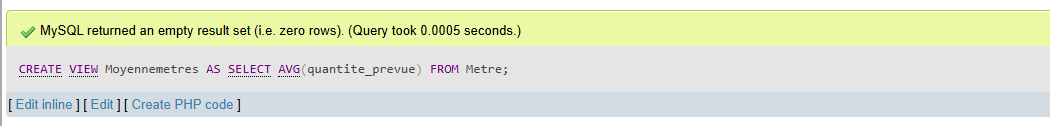 MySQL returned an empty result set (i.e. zero rows). (Query took 0.0005 seconds.)
CREATE VIEW Moyennemetres AS SELECT AVG(quantite_prevue) FROM Metre;
[ Edit inline ] [ Edit ] [ Create PHP code ]